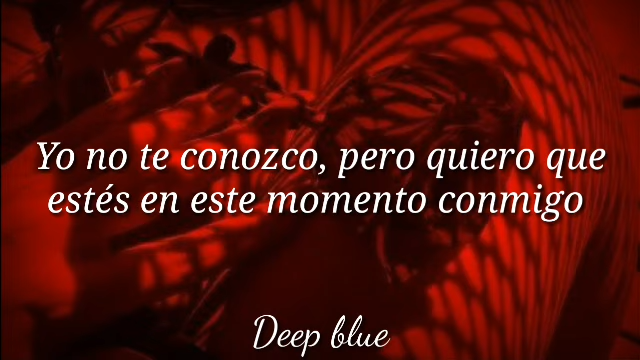 Yo no te conozco, pero quiero que
estés en este momento conmigo
Deep blue